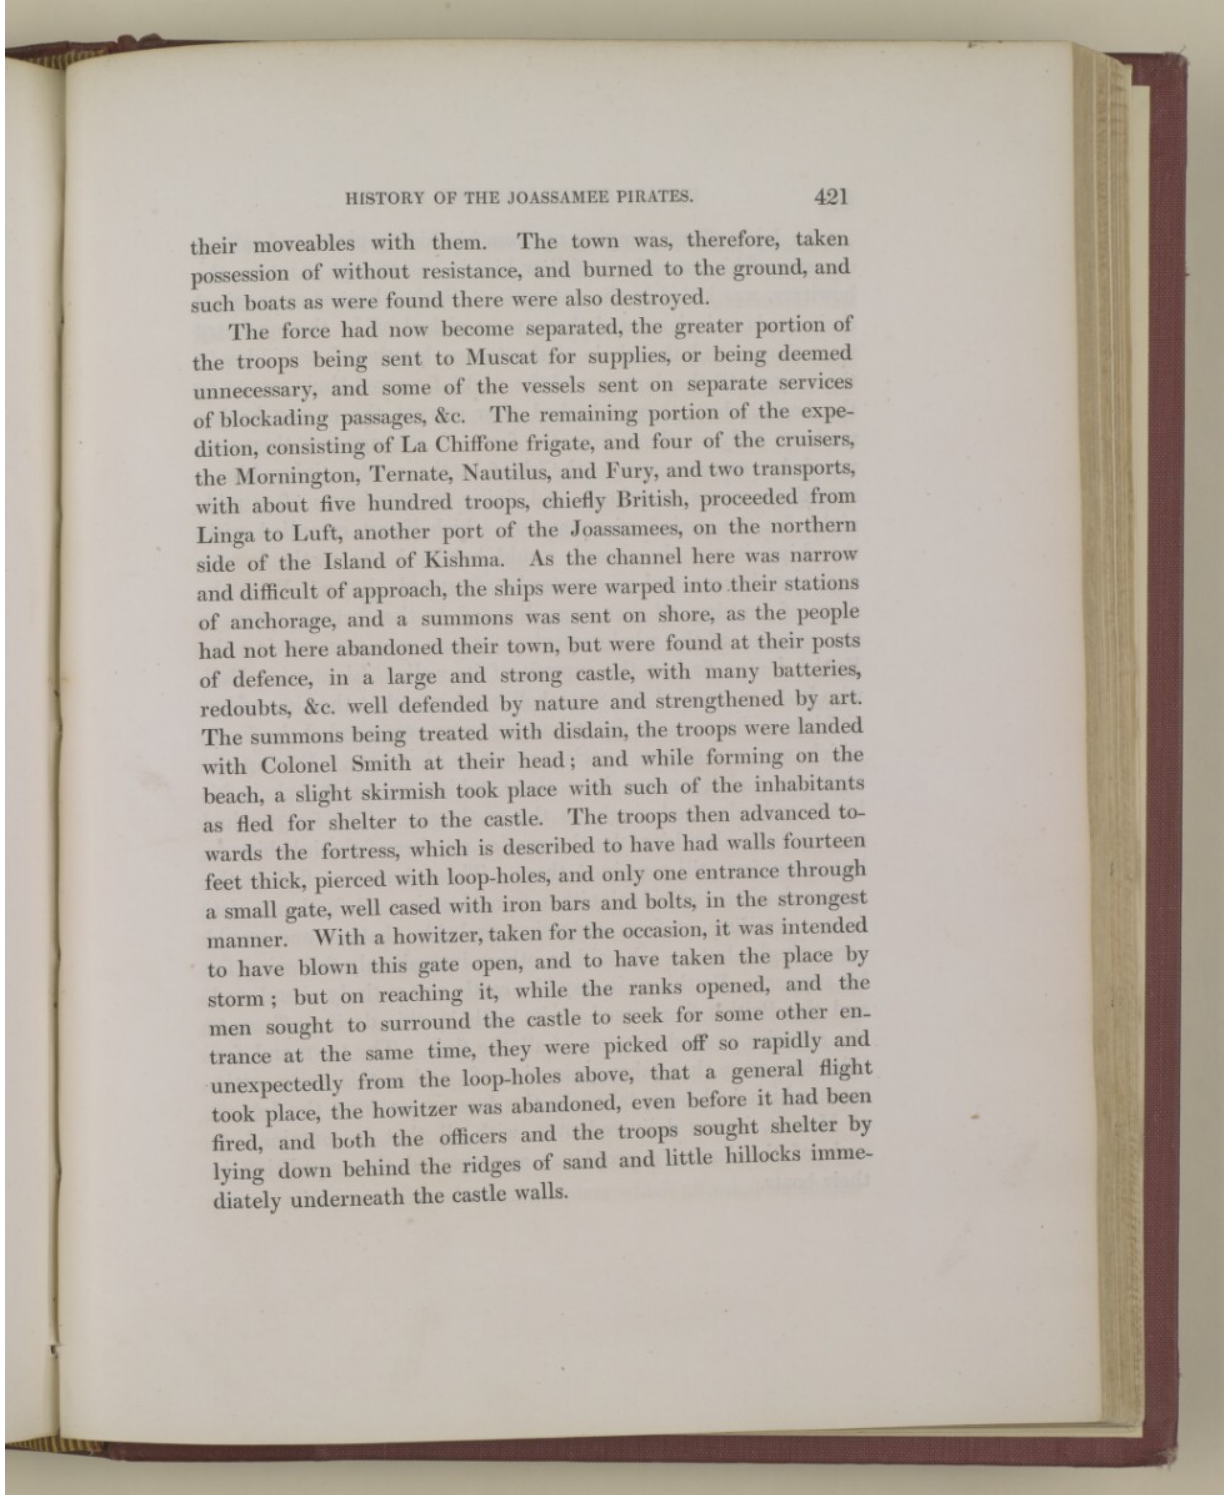 HISTORY OF THE JOASSAMEE PIRATES. 421
their moveables with them. The town was, therefore, taken
possession of without resistance, and burned to the ground, and
such boats as were found there were also destroyed.
The force had now become separated, the greater portion of
the troops being sent to Muscat for supplies, or being deemed
unnecessary, and some of the vessels sent on separate services
of blockading passages, &c. The remaining portion of the expe-
dition, consisting of La Chiffone frigate, and four of the cruisers,
the Mornington, Ternate, Nautilus, and Fury, and two transports,
with about five hundred troops, chiefly British, proceeded from
Linga to Luft, another port of the Joassamees, on the northern
side of the Island of Kishma. As the channel here was narrow
and difficult of approach, the ships were warped into their stations
of anchorage, and a summons was sent on shore, as the people
had not here abandoned their town, but were found at their posts
of defence, in a large and strong castle, with many batteries,
redoubts, &c. well defended by nature and strengthened by art.
The summons being treated with disdain, the troops were landed
with Colonel Smith at their head; and while forming on the
beach, a slight skirmish took place with such of the inhabitants
as fled for shelter to the castle. The troops then advanced to-
wards the fortress, which is described to have had walls fourteen
feet thick, pierced with loop-holes, and only one entrance through
a small gate, well cased with iron bars and bolts, in the strongest
manner. With a howitzer, taken for the occasion, it was intended
to have blown this gate open, and to have taken the place by
storm; but on reaching it, while the ranks opened, and the
men sought to surround the castle to seek for some other en-
trance at the same time, they were picked off so rapidly and
unexpectedly from the loop-holes above, that a general flight
took place, the howitzer was abandoned, even before it had been
fired, and both the officers and the troops sought shelter by
lying down behind the ridges of sand and little hillocks imme-
diately underneath the castle walls.